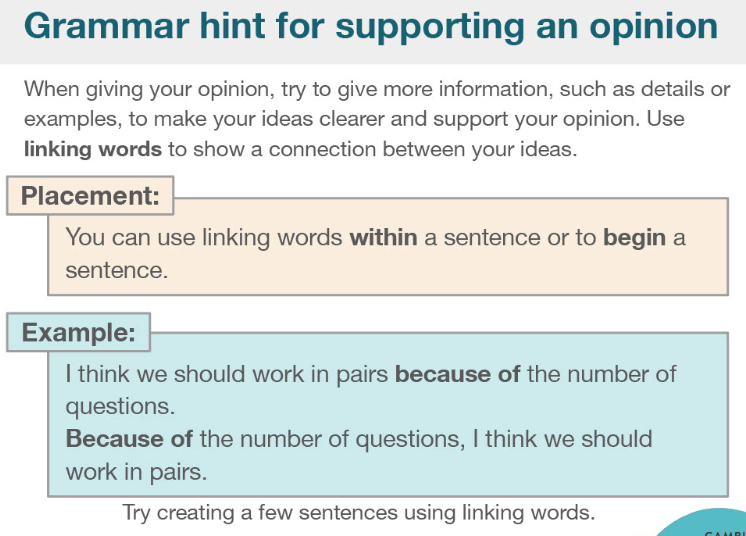 Grammar hint for supporting an opinion
When giving your opinion, try to give more information, such as details or
examples, to make your ideas clearer and support your opinion. Use
linking words to show a connection between your ideas.
Placement:
You can use linking words within a sentence or to begin a
sentence.
Example:
I think we should work in pairs because of the number of
questions.
Because of the number of questions, I think we should
work in pairs.
Try creating a few sentences using linking words.